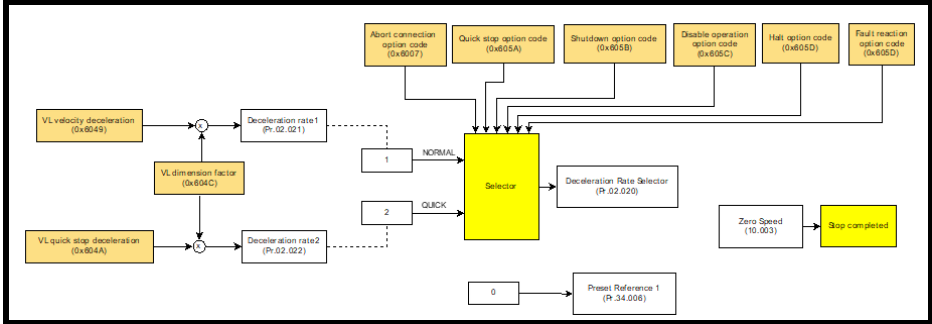 Abort connection
option code
(0x6007)
Quick stop option code
(0x605A)
Shutdown option code
(0x605B)
Disable operation
option code
(0x605C)
Halt option code
(0x605D)
Fault reaction
option code
(0x605D)
VL velocity deceleration
(0x6049)
x
Deceleration rate1
(Pr.02.021)
VL dimension factor
(0x604C)
VL quick stop deceleration
(0x604A)
x
Deceleration rate2
(Pr.02.022)
1
NORMAL
2
QUICK
Selector
Deceleration Rate Selector
(Pr.02.020)
Zero Speed
(10.003)
Stop completed
0
Preset Reference 1
(Pr.34.006)